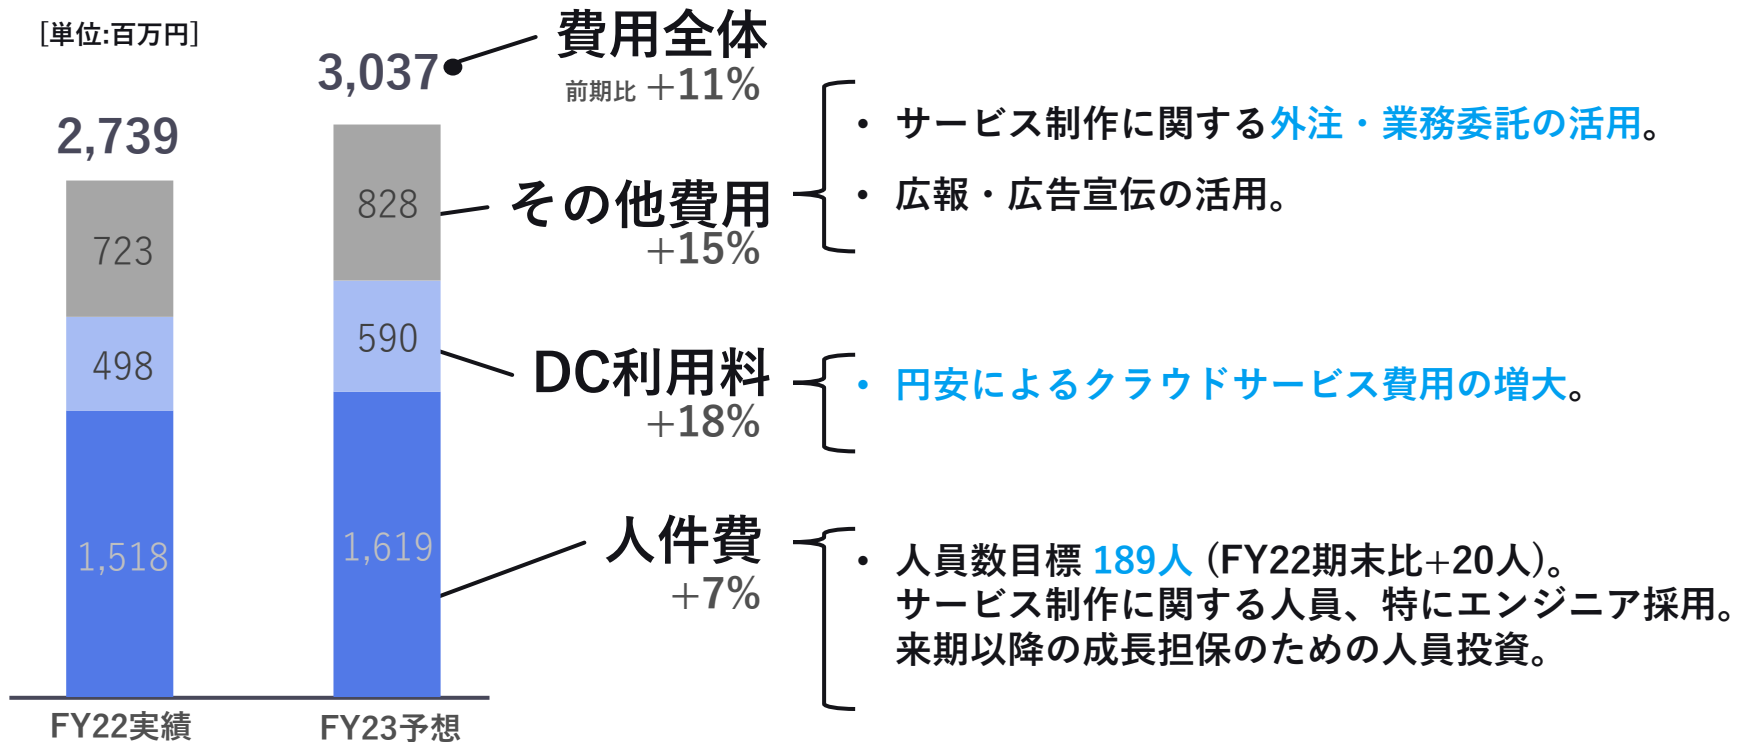 [単位:百万円]
2,739
723
498
1,518
FY22実績
3,037
828
590
1,619
FY23予想
費用全体
前期比 +11%
その他費用
+15%
• サービス制作に関する外注・業務委託の活用。
• 広報・広告宣伝の活用。
DC利用料
+18%
• 円安によるクラウドサービス費用の増大。
人件費
+7%
• 人員数目標 189人 (FY22期末比+20人)。
サービス制作に関する人員、特にエンジニア採用。
来期以降の成長担保のための人員投資。